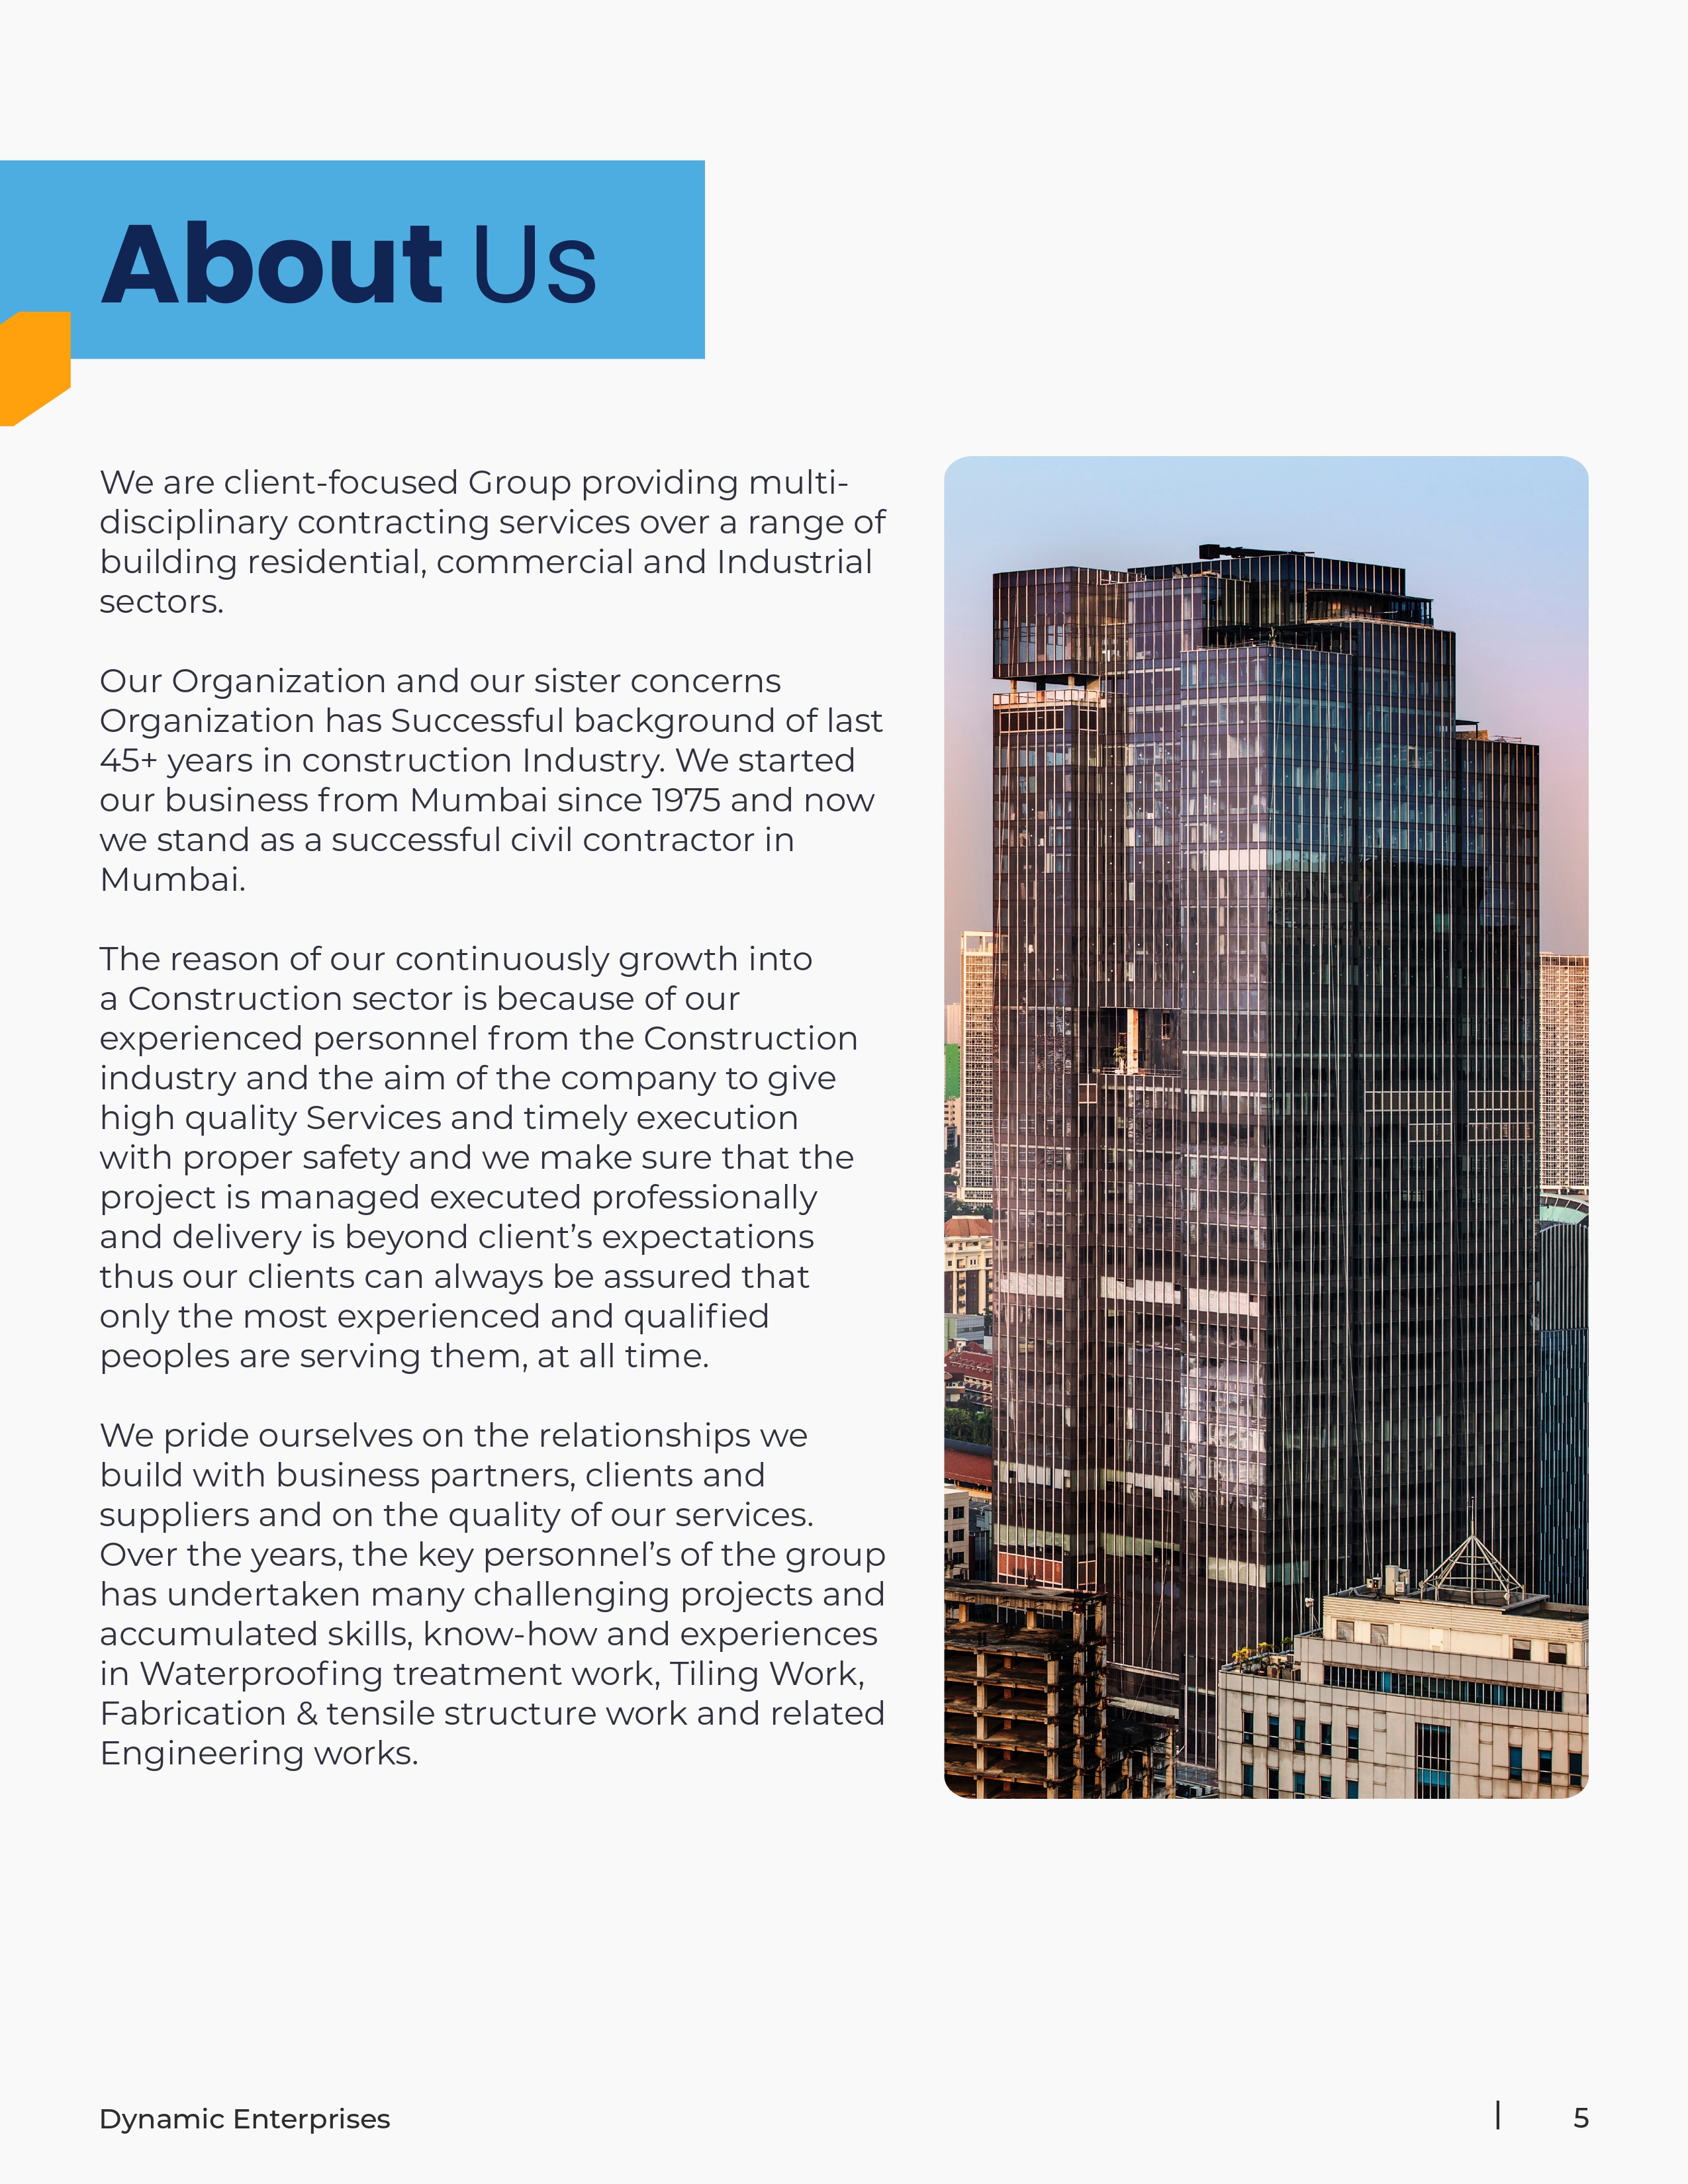 About Us
We are client-focused Group providing multi-
disciplinary contracting services over a range of
building residential, commercial and Industrial
sectors.
Our Organization and our sister concerns
Organization has Successful background of last
45+ years in construction Industry. We started
our business from Mumbai since 1975 and now
we stand as a successful civil contractor in
Mumbai.
The reason of our continuously growth into
a Construction sector is because of our
experienced personnel from the Construction
industry and the aim of the company to give
high quality Services and timely execution
with proper safety and we make sure that the
project is managed executed professionally
and delivery is beyond client’s expectations
thus our clients can always be assured that
only the most experienced and qualified
peoples are serving them, at all time.
We pride ourselves on the relationships we
build with business partners, clients and
suppliers and on the quality of our services.
Over the years, the key personnel’s of the group
has undertaken many challenging projects and
accumulated skills, know-how and experiences
in Waterproofing treatment work, Tiling Work,
Fabrication & tensile structure work and related
Engineering works.
Dynamic Enterprises | 5